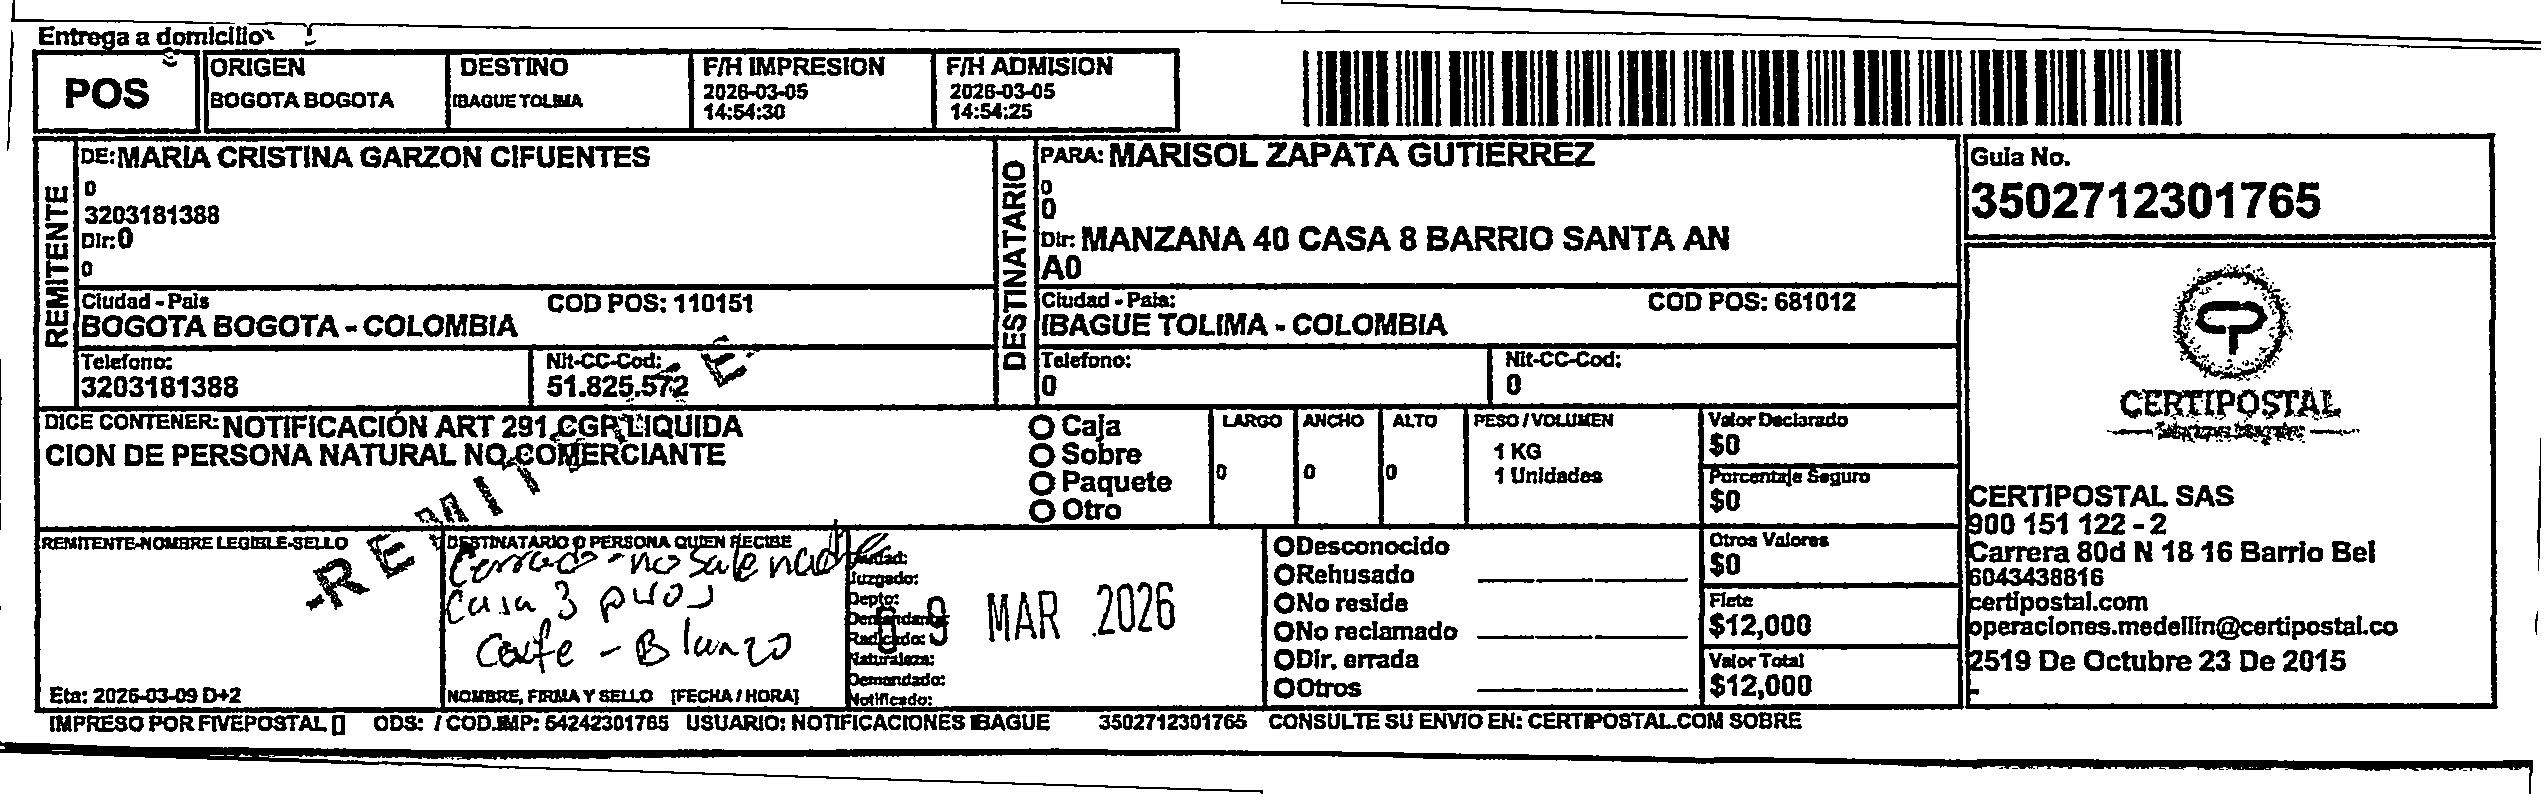 Entrega a domicilio
POS
ORIGEN
BOGOTA BOGOTA
DESTINO
IBAGUE TOLIMA
F/H IMPRESION
2026-03-05
14:54:30
F/H ADMISION
2026-03-05
14:54:25
REMITENTE
DE: MARIA CRISTINA GARZON CIFUENTES
0
3203181388
Dir: 0
0
Ciudad - Pais
COD POS: 110151
BOGOTA BOGOTA - COLOMBIA
Telefono:
3203181388
Nit-CC-Cod:
51.825.572
DESTINATARIO
PARA: MARISOL ZAPATA GUTIERREZ
0
0
Dir: MANZANA 40 CASA 8 BARRIO SANTA AN
A0
Ciudad - Pais:
COD POS: 681012
IBAGUE TOLIMA - COLOMBIA
Telefono:
0
Nit-CC-Cod:
0
Guia No.
3502712301765
CERTIPOSTAL
CERTIPOSTAL SAS
900 151 122 - 2
Carrera 80d N 18 16 Barrio Bel
6043438816
certipostal.com
operaciones.medellin@certipostal.co
2519 De Octubre 23 De 2015
-
DICE CONTENER: NOTIFICACIÓN ART 291 CGP LIQUIDA
CION DE PERSONA NATURAL NO COMERCIANTE
Caja
Sobre
Paquete
Otro
LARGO
0
ANCHO
0
ALTO
0
PESO / VOLUMEN
1 KG
1 Unidades
Valor Declarado
$0
Porcentaje Seguro
$0
Otros Valores
$0
Flete
$12,000
Valor Total
$12,000
REMITENTE-NOMBRE LEGIBLE-SELLO
-REMITE
Eta: 2026-03-09 D+2
DESTINATARIO O PERSONA QUIEN RECIBE
Cerrado - no sale nadie
Casa 3 pisos
Cafe - Blanco
NOMBRE, FIRMA Y SELLO [FECHA / HORA]
Ciudad:
Juzgado:
Depto:
Demandante:
Radicado:
Naturaleza:
Demandado:
Notificado:
09 MAR 2026
Desconocido
Rehusado
No reside
No reclamado
Dir. errada
Otros
IMPRESO POR FIVEPOSTAL [] ODS: / COD.IMP: 54242301765 USUARIO: NOTIFICACIONES IBAGUE 3502712301765 CONSULTE SU ENVIO EN: CERTIPOSTAL.COM SOBRE